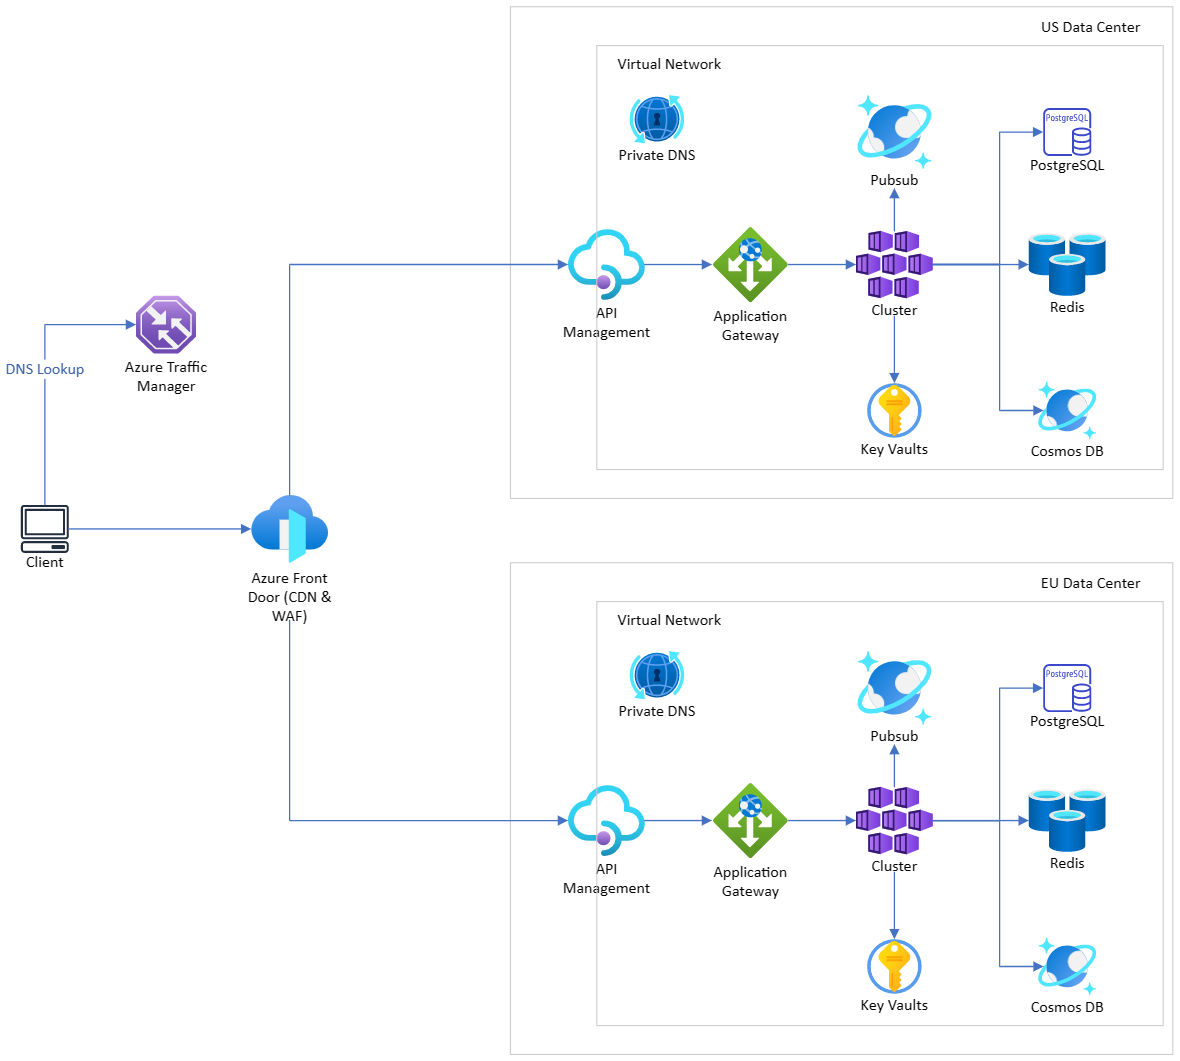 US Data Center
Virtual Network
Private DNS
Pubsub
PostgreSQL
PostgreSQL
API
Management
Application
Gateway
Cluster
Redis
Key Vaults
Cosmos DB
DNS Lookup
Azure Traffic
Manager
Client
Azure Front
Door (CDN &
WAF)
EU Data Center
Virtual Network
Private DNS
Pubsub
PostgreSQL
PostgreSQL
API
Management
Application
Gateway
Cluster
Redis
Key Vaults
Cosmos DB